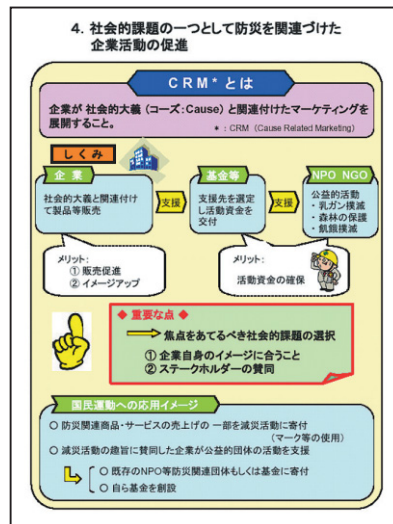 ４．社会的課題の一つとして防災を関連づけた
企業活動の促進
ＣＲＭ＊とは
企業が 社会的大義（コーズ：Cause）と関連付けたマーケティングを
展開すること。
＊：CRM（Cause Related Marketing）
しくみ
企 業
社会的大義と関連付け
て製品等販売
支援
基金等
支援先を選定
し活動資金を
交付
支援
NPO NGO
公益的活動
・乳ガン撲滅
・森林の保護
・飢餓撲滅
メリット：
① 販売促進
② イメージアップ
メリット：
活動資金の確保
◆ 重要な点 ◆
焦点をあてるべき社会的課題の選択
① 企業自身のイメージに合うこと
② ステークホルダーの賛同
国民運動への応用イメージ
○ 防災関連商品・サービスの売上げの 一部を減災活動に寄付
（マーク等の使用）
○ 減災活動の趣旨に賛同した企業が公益的団体の活動を支援
○ 既存のNPO等防災関連団体もしくは基金に寄付
○ 自ら基金を創設